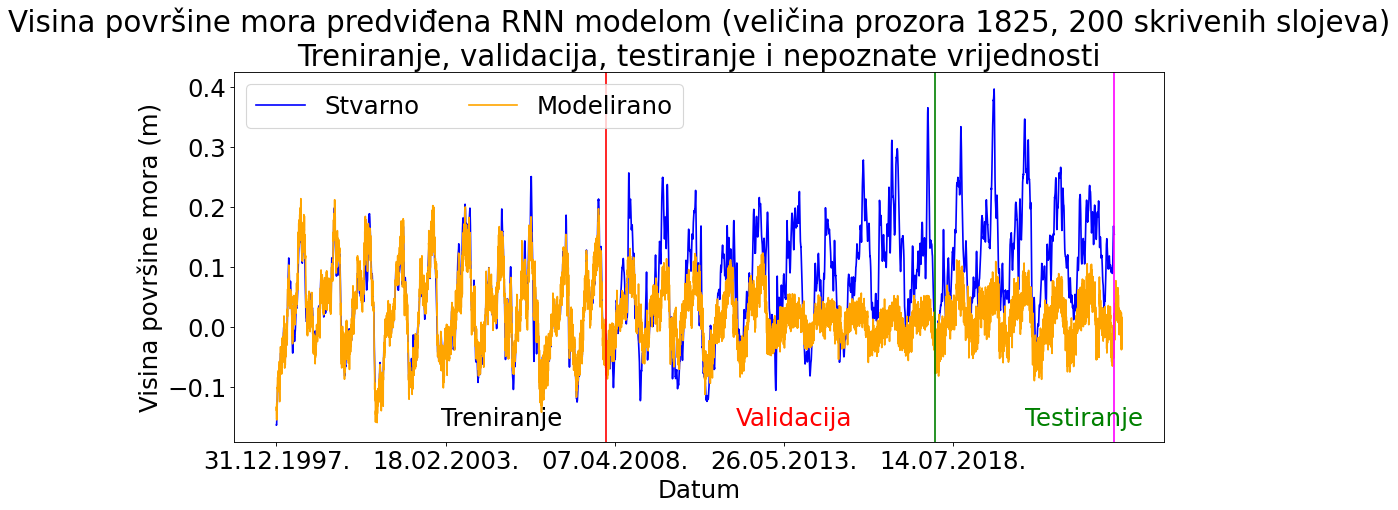 Visina površine mora predviđena RNN modelom (veličina prozora 1825, 200 skrivenih slojeva)
Treniranje, validacija, testiranje i nepoznate vrijednosti
Stvarno Modelirano
Visina površine mora (m)
0.4
0.3
0.2
0.1
0.0
−0.1
Treniranje Validacija Testiranje
31.12.1997. 18.02.2003. 07.04.2008. 26.05.2013. 14.07.2018.
Datum